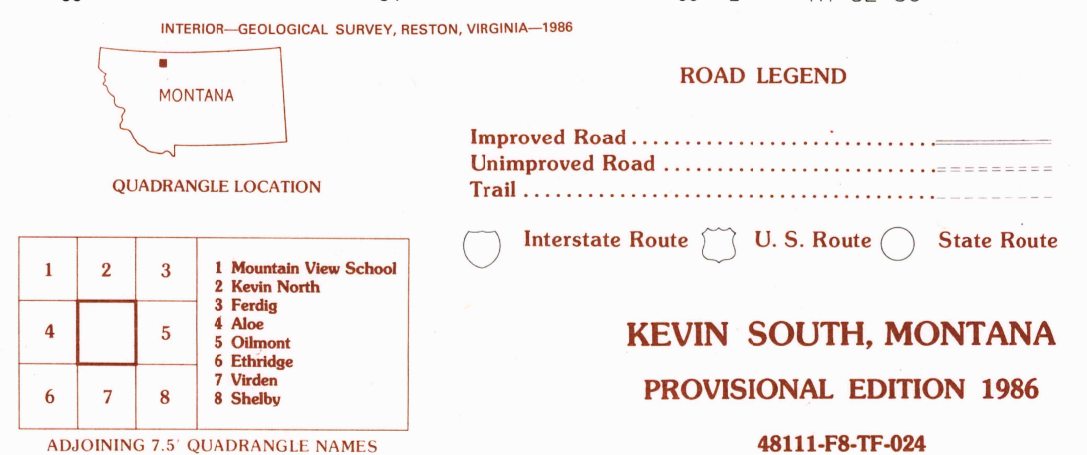 INTERIOR—GEOLOGICAL SURVEY, RESTON, VIRGINIA—1986
MONTANA
QUADRANGLE LOCATION
ROAD LEGEND
Improved Road
Unimproved Road
Trail
Interstate Route U. S. Route State Route
1 2 3
4 5
6 7 8
1 Mountain View School
2 Kevin North
3 Ferdig
4 Aloe
5 Oilmont
6 Ethridge
7 Virden
8 Shelby
ADJOINING 7.5' QUADRANGLE NAMES
KEVIN SOUTH, MONTANA
PROVISIONAL EDITION 1986
48111-F8-TF-024